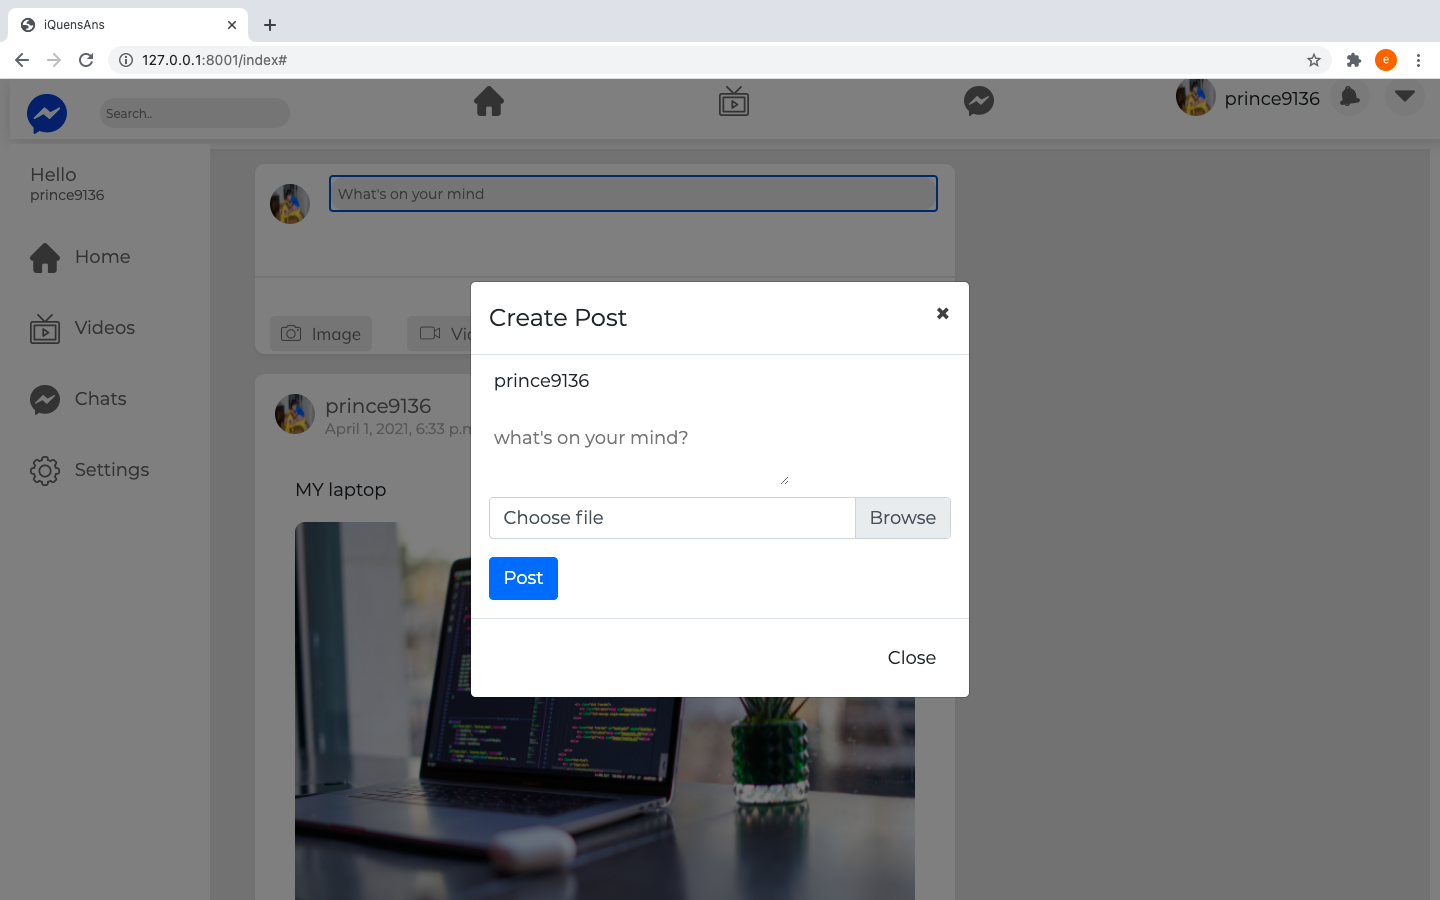 iQuensAns
127.0.0.1:8001/index#
e
Search..
prince9136
Hello
prince9136
What's on your mind
Home
Videos
Chats
Settings
Image
Vi
prince9136
April 1, 2021, 6:33 p.m
MY laptop
Create Post
prince9136
what's on your mind?
Choose file
Browse
Post
Close